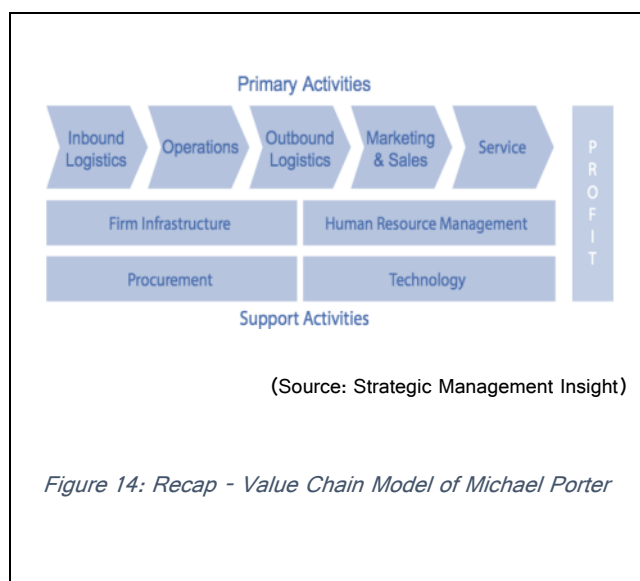 Primary Activities
Inbound
Logistics
Operations
Outbound
Logistics
Marketing
& Sales
Service
PROFIT
Firm Infrastructure
Human Resource Management
Procurement
Technology
Support Activities
(Source: Strategic Management Insight)
Figure 14: Recap - Value Chain Model of Michael Porter